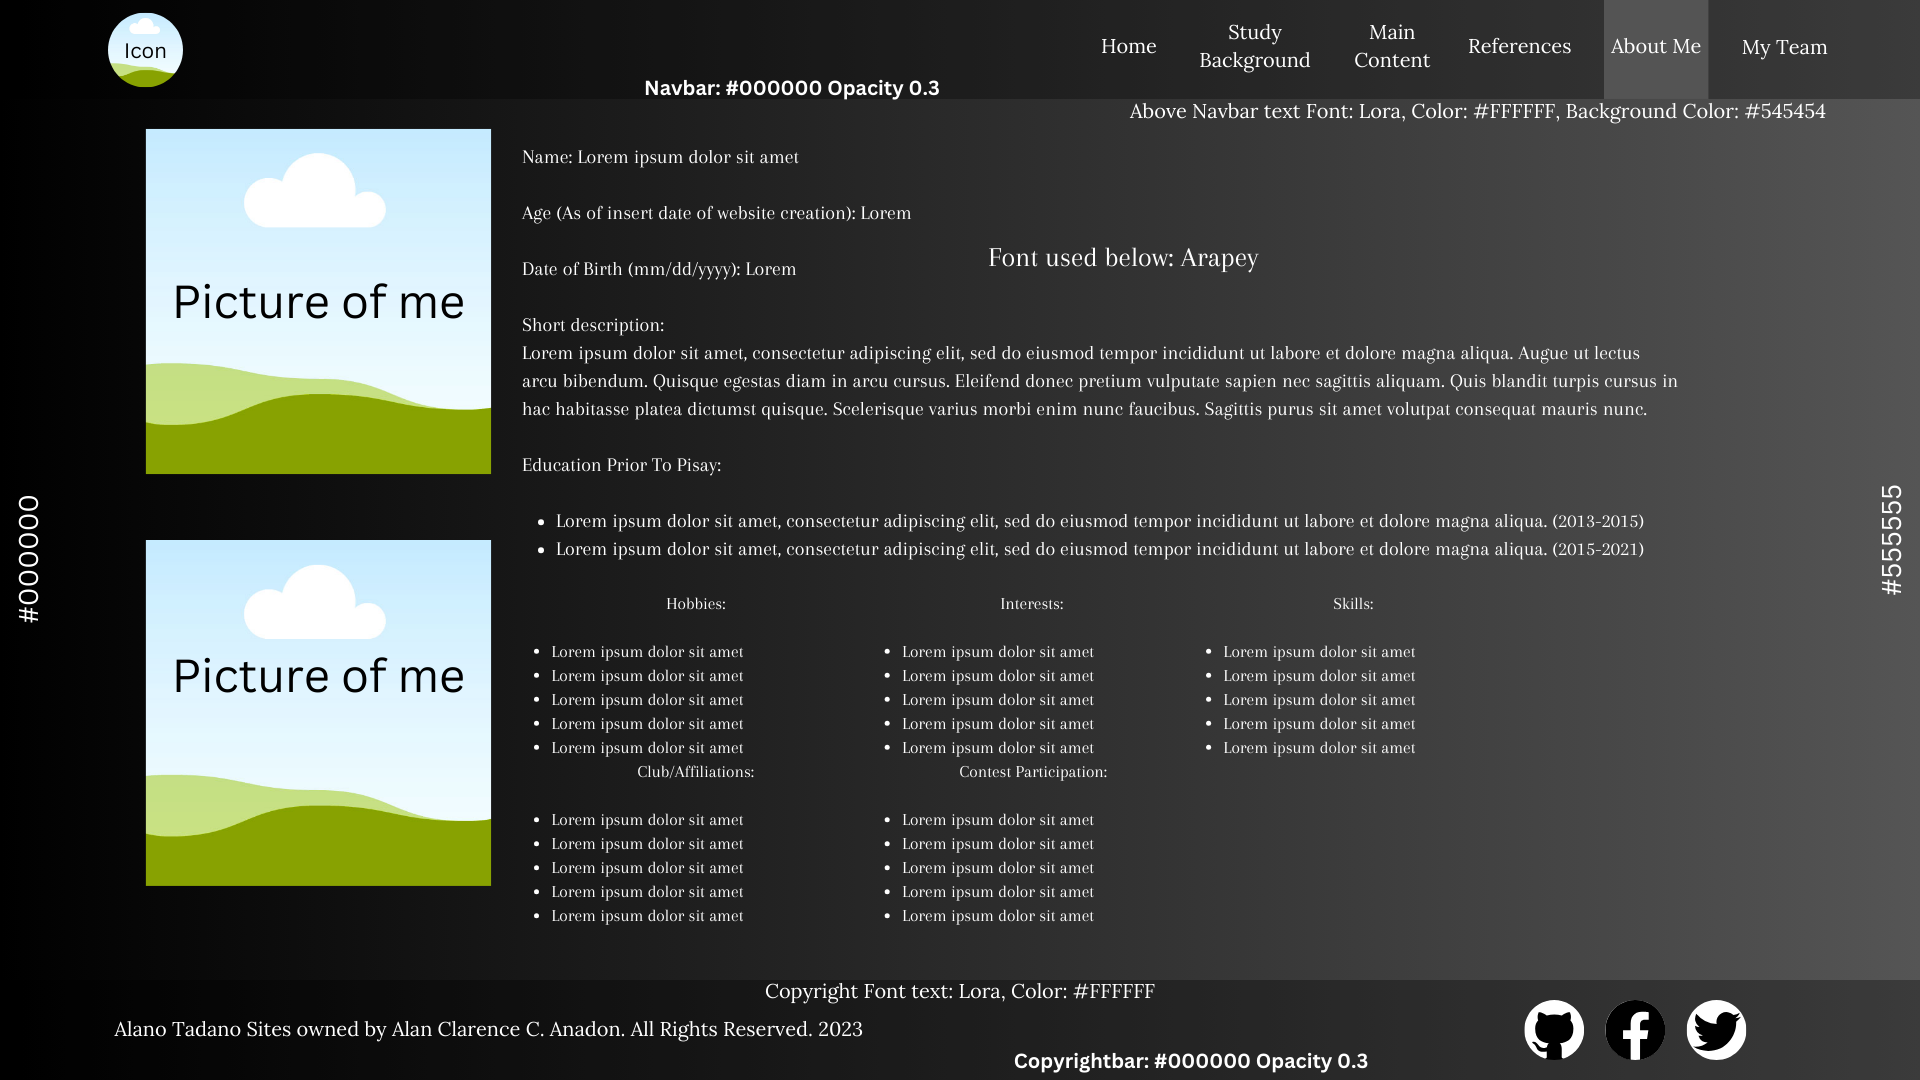 Icon
Home
Study
Background
Main
Content
References
About Me
My Team
Navbar: #000000 Opacity 0.3
Above Navbar text Font: Lora, Color: #FFFFFF, Background Color: #545454
Picture of me
Name: Lorem ipsum dolor sit amet
Age (As of insert date of website creation): Lorem
Font used below: Arapey
Date of Birth (mm/dd/yyyy): Lorem
Short description:
Lorem ipsum dolor sit amet, consectetur adipiscing elit, sed do eiusmod tempor incididunt ut labore et dolore magna aliqua. Augue ut lectus
arcu bibendum. Quisque egestas diam in arcu cursus. Eleifend donec pretium vulputate sapien nec sagittis aliquam. Quis blandit turpis cursus in
hac habitasse platea dictumst quisque. Scelerisque varius morbi enim nunc faucibus. Sagittis purus sit amet volutpat consequat mauris nunc.
Education Prior To Pisay:
• Lorem ipsum dolor sit amet, consectetur adipiscing elit, sed do eiusmod tempor incididunt ut labore et dolore magna aliqua. (2013-2015)
• Lorem ipsum dolor sit amet, consectetur adipiscing elit, sed do eiusmod tempor incididunt ut labore et dolore magna aliqua. (2015-2021)
#000000
#555555
Picture of me
Hobbies:
• Lorem ipsum dolor sit amet
• Lorem ipsum dolor sit amet
• Lorem ipsum dolor sit amet
• Lorem ipsum dolor sit amet
• Lorem ipsum dolor sit amet
Interests:
• Lorem ipsum dolor sit amet
• Lorem ipsum dolor sit amet
• Lorem ipsum dolor sit amet
• Lorem ipsum dolor sit amet
• Lorem ipsum dolor sit amet
Skills:
• Lorem ipsum dolor sit amet
• Lorem ipsum dolor sit amet
• Lorem ipsum dolor sit amet
• Lorem ipsum dolor sit amet
• Lorem ipsum dolor sit amet
Club/Affiliations:
• Lorem ipsum dolor sit amet
• Lorem ipsum dolor sit amet
• Lorem ipsum dolor sit amet
• Lorem ipsum dolor sit amet
• Lorem ipsum dolor sit amet
Contest Participation:
• Lorem ipsum dolor sit amet
• Lorem ipsum dolor sit amet
• Lorem ipsum dolor sit amet
• Lorem ipsum dolor sit amet
• Lorem ipsum dolor sit amet
Copyright Font text: Lora, Color: #FFFFFF
Alano Tadano Sites owned by Alan Clarence C. Anadon. All Rights Reserved. 2023
Copyrightbar: #000000 Opacity 0.3